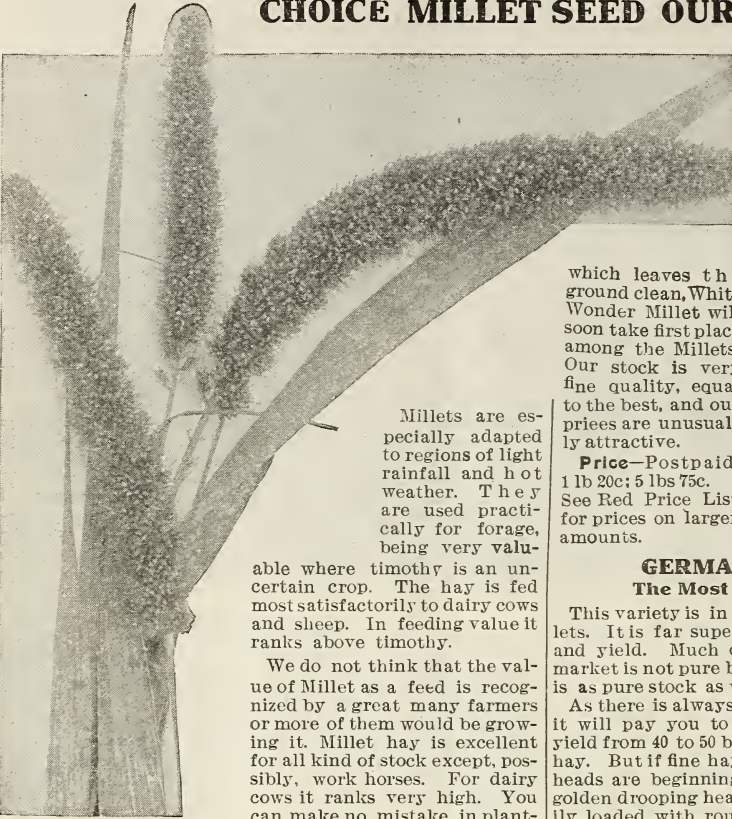 CHOICE MILLET SEED OUR
Millets are es-
pecially adapted
to regions of light
rainfall and hot
weather. They
are used practi-
cally for forage,
being very valu-
able where timothy is an un-
certain crop. The hay is fed
most satisfactorily to dairy cows
and sheep. In feeding value it
ranks above timothy.
We do not think that the val-
ue of Millet as a feed is recog-
nized by a great many farmers
or more of them would be grow-
ing it. Millet hay is excellent
for all kind of stock except, pos-
sibly, work horses. For dairy
cows it ranks very high. You
can make no mistake in plant-
which leaves th
ground clean, Whit
Wonder Millet wil
soon take first plac
among the Millets
Our stock is ver
fine quality, equa
to the best, and ou
priees are unusual
ly attractive.
Price—Postpaid
1 lb 20c; 5 lbs 75c.
See Red Price Lis
for prices on large
amounts.
GERMA
The Most
This variety is in
lets. It is far supe
and yield. Much
market is not pure b
is as pure stock as
As there is always
it will pay you to
yield from 40 to 50 b
hay. But if fine ha
heads are beginning
golden drooping hea
ily loaded with rou